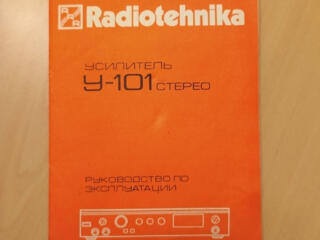 Radiotehnika
УСИЛИТЕЛЬ
У-101 СТЕРЕО
РУКОВОДСТВО ПО
ЭКСПЛУАТАЦИИ